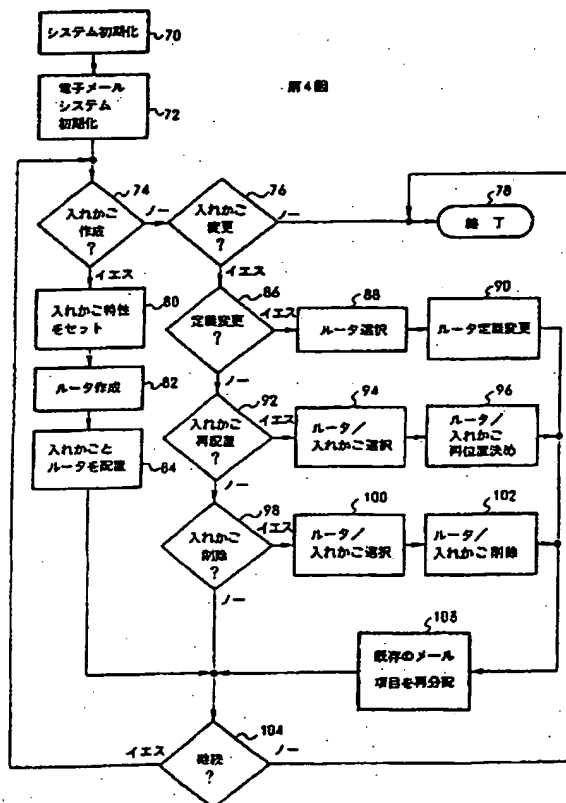 システム初期化
70
第4図
電子メール
システム
初期化
72
74
入れかご
作成
?
ノー
イエス
76
入れかご
変更
?
ノー
イエス
78
終了
80
入れかご特性
をセット
86
定義変更
?
イエス
ノー
88
ルータ選択
90
ルータ定義変更
ルータ作成
82
92
入れかご
再配置
?
イエス
ノー
94
ルータ/
入れかご選択
96
ルータ/
入れかご
再位置決め
入れかごと
ルータを配置
84
98
入れかご
削除
?
イエス
ノー
100
ルータ/
入れかご選択
102
ルータ/
入れかご削除
103
既存のメール
項目を再分配
104
継続
?
イエス
ノー